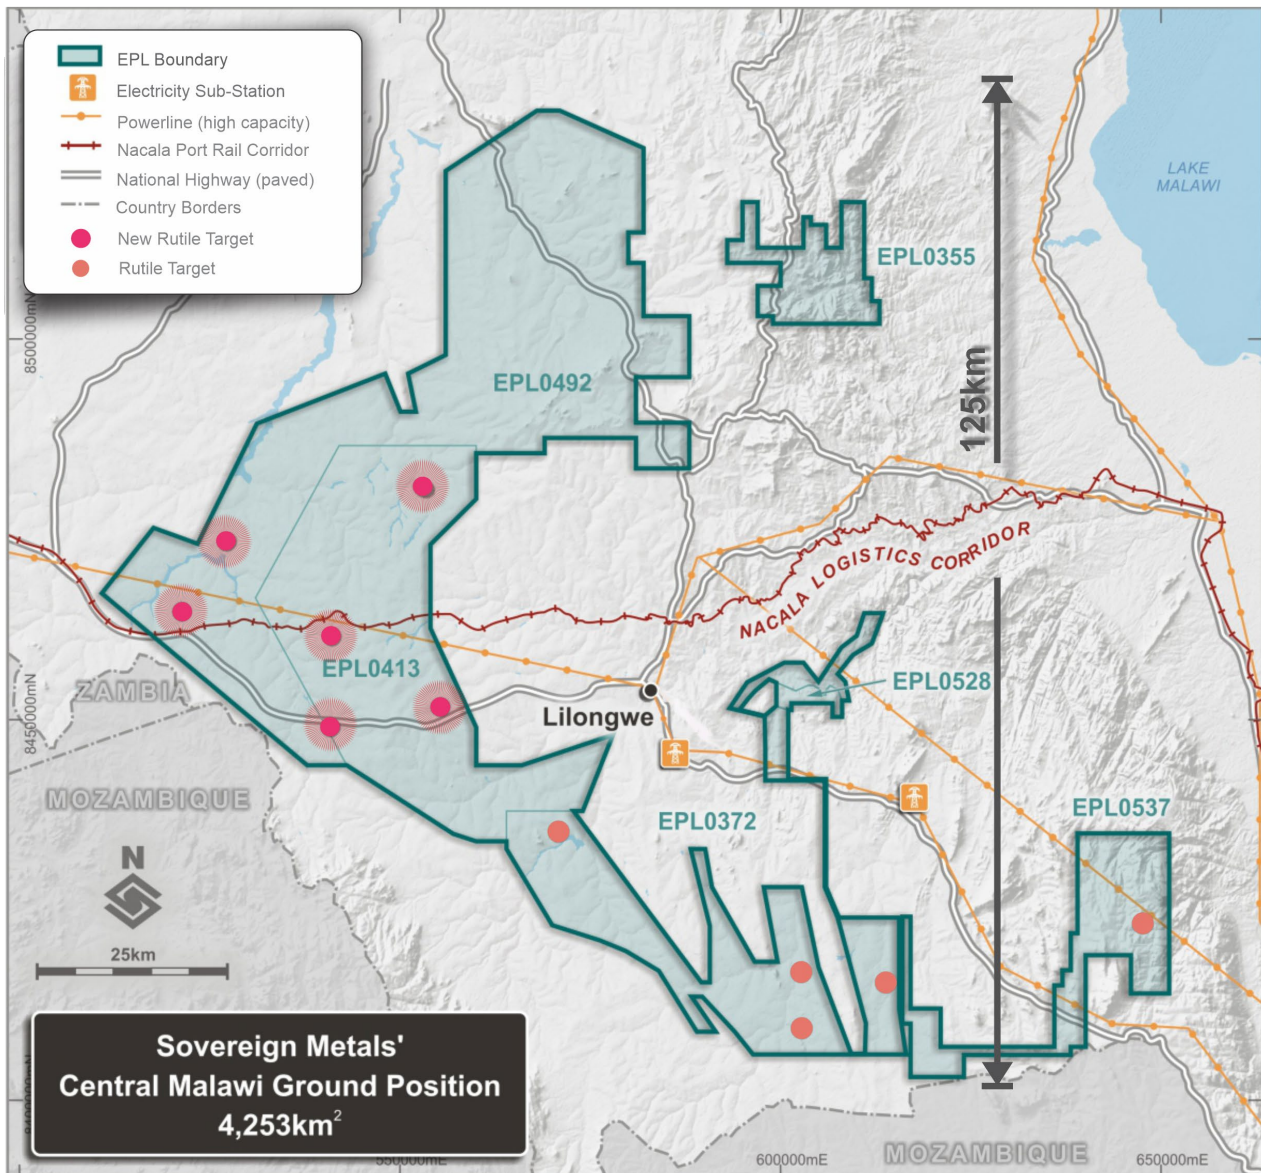 EPL Boundary
Electricity Sub-Station
Powerline (high capacity)
Nacala Port Rail Corridor
National Highway (paved)
Country Borders
New Rutile Target
Rutile Target
LAKE
MALAWI
EPL0355
8500000mN
EPL0492
125km
NACALA LOGISTICS CORRIDOR
EPL0413
EPL0528
ZAMBIA
Lilongwe
8450000mN
MOZAMBIQUE
EPL0372
EPL0537
N
25km
Sovereign Metals'
Central Malawi Ground Position
4,253km²
8400000mN
550000mE
600000mE
MOZAMBIQUE
650000mE